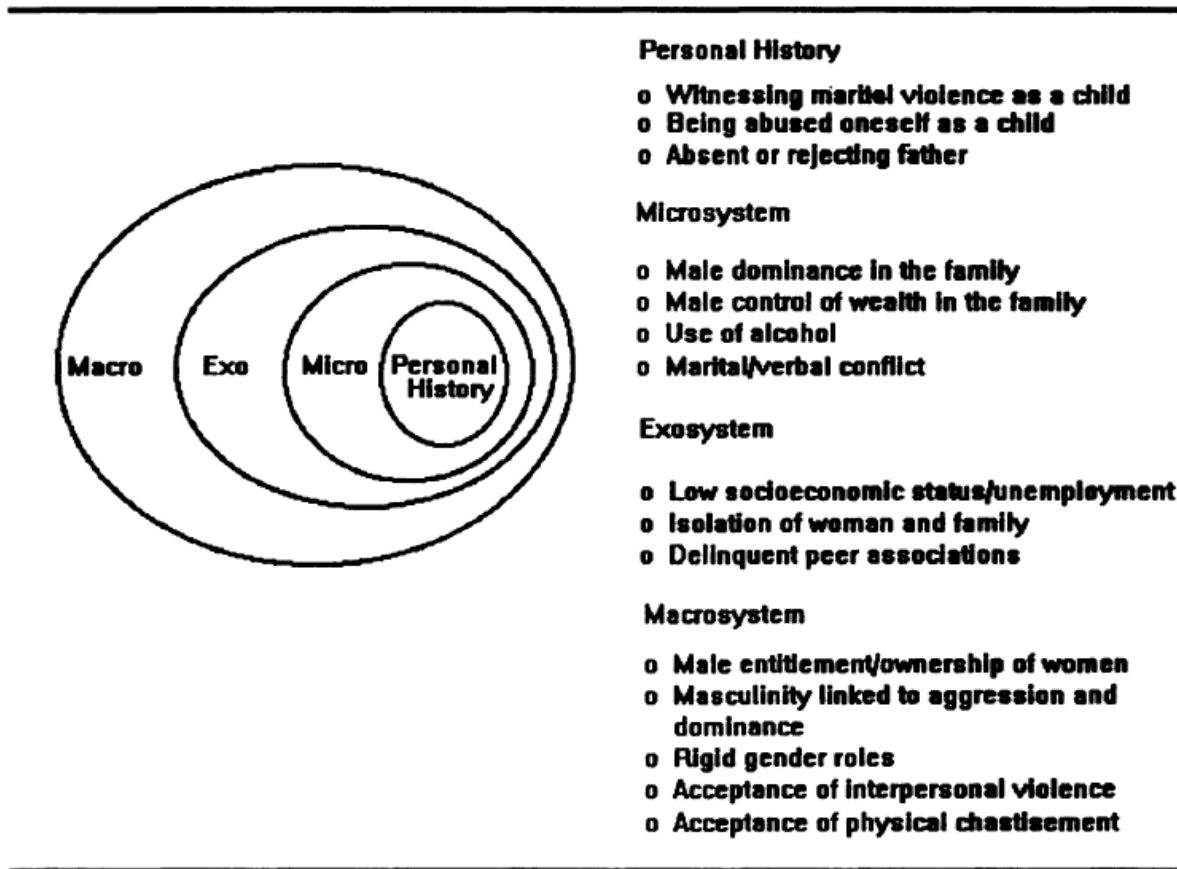 Macro Exo Micro Personal
History
Personal History
o Witnessing marital violence as a child
o Being abused oneself as a child
o Absent or rejecting father
Microsystem
o Male dominance in the family
o Male control of wealth in the family
o Use of alcohol
o Marital/verbal conflict
Exosystem
o Low socioeconomic status/unemployment
o Isolation of woman and family
o Delinquent peer associations
Macrosystem
o Male entitlement/ownership of women
o Masculinity linked to aggression and
dominance
o Rigid gender roles
o Acceptance of interpersonal violence
o Acceptance of physical chastisement